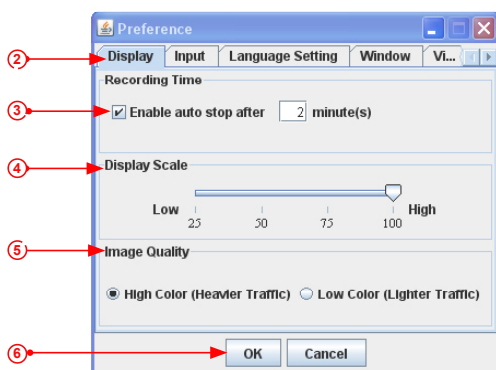 Preference
② Display Input Language Setting Window Vi...
Recording Time
③ Enable auto stop after 2 minute(s)
④ Display Scale
Low High
25 50 75 100
⑤ Image Quality
High Color (Heavier Traffic) Low Color (Lighter Traffic)
⑥ OK Cancel